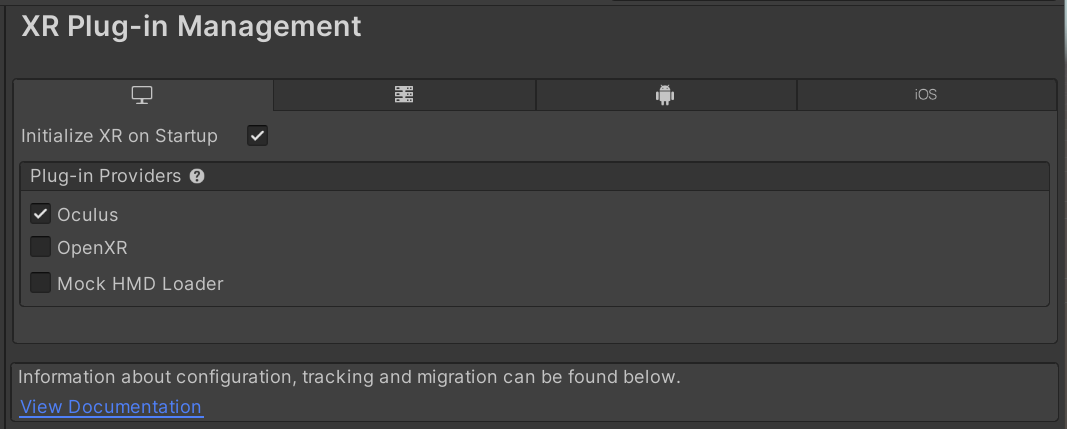 XR Plug-in Management
iOS
Initialize XR on Startup
Plug-in Providers
Oculus
OpenXR
Mock HMD Loader
Information about configuration, tracking and migration can be found below.
View Documentation